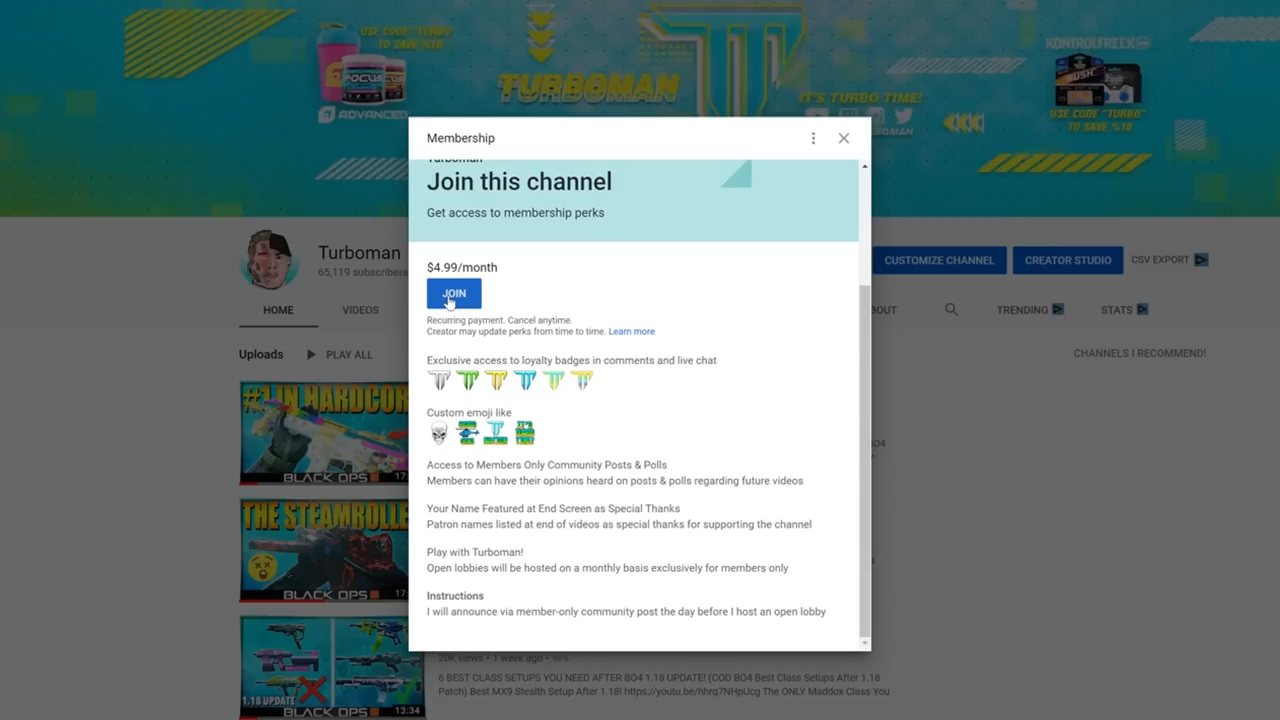 USE CODE "TURBO"
TO SAVE %10
FOCUS
ADVANCED
TURBOMAN
IT'S TURBO TIME!
KONTROLFREEK
USE CODE "TURBO"
TO SAVE %10
Membership
Turboman
Join this channel
Get access to membership perks
$4.99/month
JOIN
Recurring payment. Cancel anytime.
Creator may update perks from time to time. Learn more
Exclusive access to loyalty badges in comments and live chat
Custom emoji like
Access to Members Only Community Posts & Polls
Members can have their opinions heard on posts & polls regarding future videos
Your Name Featured at End Screen as Special Thanks
Patron names listed at end of videos as special thanks for supporting the channel
Play with Turboman!
Open lobbies will be hosted on a monthly basis exclusively for members only
Instructions
I will announce via member-only community post the day before I host an open lobby
Turboman
65,119 subscribers
CUSTOMIZE CHANNEL
CREATOR STUDIO
CSV EXPORT
HOME
VIDEOS
TRENDING
STATS
Uploads
PLAY ALL
CHANNELS I RECOMMEND!
#1 IN HARDCORE
BLACK OPS
THE STEAMROLLER
BLACK OPS
1.18 UPDATE
BLACK OPS
13:34
20K views • 1 week ago
6 BEST CLASS SETUPS YOU NEED AFTER BO4 1.18 UPDATE! (COD BO4 Best Class Setups After 1.18
Patch) Best MX9 Stealth Setup After 1.18! https://youtu.be/hhrq7NHpUcg The ONLY Maddox Class You